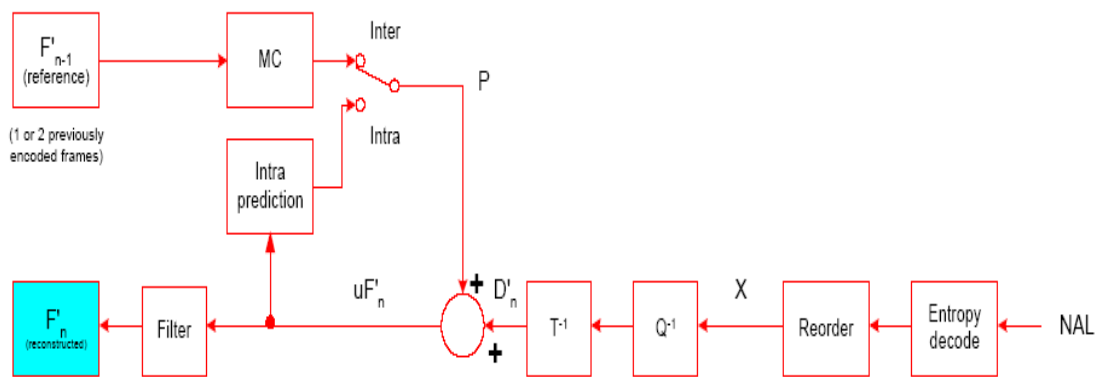 F'n-1
(reference)
MC
Inter
P
(1 or 2 previously
encoded frames)
Intra
Intra
prediction
uF'n
+
D'n
X
F'n
(reconstructed)
Filter
+
T-1
Q-1
Reorder
Entropy
decode
NAL